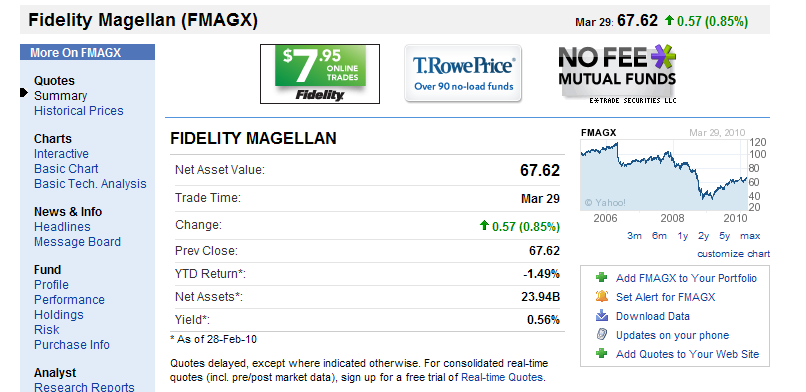 Fidelity Magellan (FMAGX)
Mar 29: 67.62 0.57 (0.85%)
More On FMAGX
Quotes
Summary
Historical Prices
Charts
Interactive
Basic Chart
Basic Tech. Analysis
News & Info
Headlines
Message Board
Fund
Profile
Performance
Holdings
Risk
Purchase Info
Analyst
Research Reports
$7.95
ONLINE
TRADES
Fidelity
T.RowePrice
Over 90 no-load funds
NO FEE
MUTUAL FUNDS
E*TRADE SECURITIES LLC
FIDELITY MAGELLAN
Net Asset Value: 67.62
Trade Time: Mar 29
Change: 0.57 (0.85%)
Prev Close: 67.62
YTD Return*: -1.49%
Net Assets*: 23.94B
Yield*: 0.56%
* As of 28-Feb-10
Quotes delayed, except where indicated otherwise. For consolidated real-time
quotes (incl. pre/post market data), sign up for a free trial of Real-time Quotes.
FMAGX Mar 29, 2010
120
100
80
60
40
20
© Yahoo!
2006 2008 2010
3m 6m 1y 2y 5y max
customize chart
Add FMAGX to Your Portfolio
Set Alert for FMAGX
Download Data
Updates on your phone
Add Quotes to Your Web Site